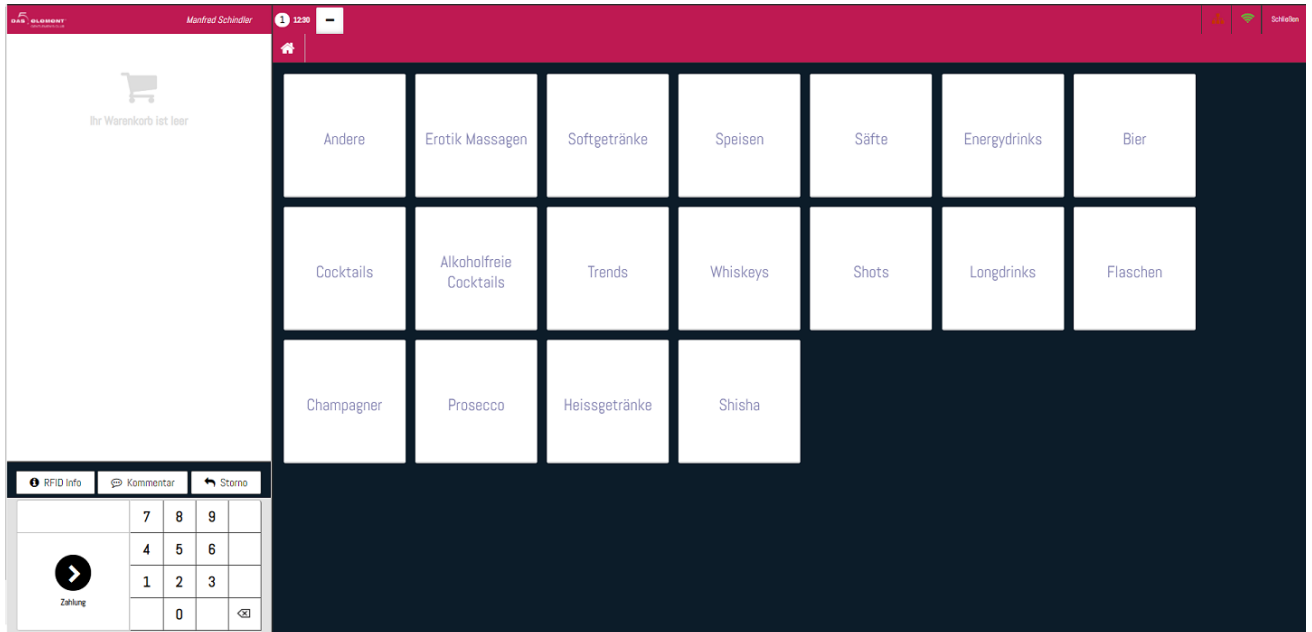 DAS GLOMONT
Manfred Schindler
1 12:30
Schließen
Ihr Warenkorb ist leer
Andere
Erotik Massagen
Softgetränke
Speisen
Säfte
Energydrinks
Bier
Cocktails
Alkoholfreie
Cocktails
Trends
Whiskeys
Shots
Longdrinks
Flaschen
Champagner
Prosecco
Heissgetränke
Shisha
RFID Info
Kommentar
Storno
7 8 9
4 5 6
1 2 3
Zahlung
0